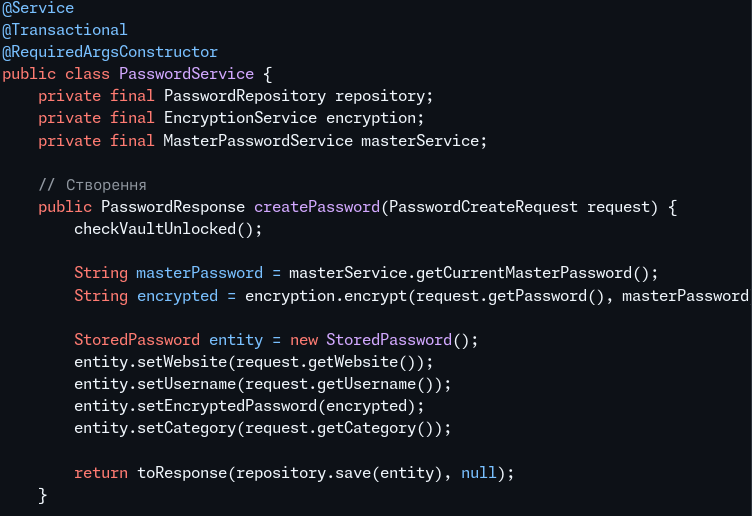 @Service
@Transactional
@RequiredArgsConstructor
public class PasswordService {
    private final PasswordRepository repository;
    private final EncryptionService encryption;
    private final MasterPasswordService masterService;

    // Створення
    public PasswordResponse createPassword(PasswordCreateRequest request) {
        checkVaultUnlocked();

        String masterPassword = masterService.getCurrentMasterPassword();
        String encrypted = encryption.encrypt(request.getPassword(), masterPassword

        StoredPassword entity = new StoredPassword();
        entity.setWebsite(request.getWebsite());
        entity.setUsername(request.getUsername());
        entity.setEncryptedPassword(encrypted);
        entity.setCategory(request.getCategory());

        return toResponse(repository.save(entity), null);
    }